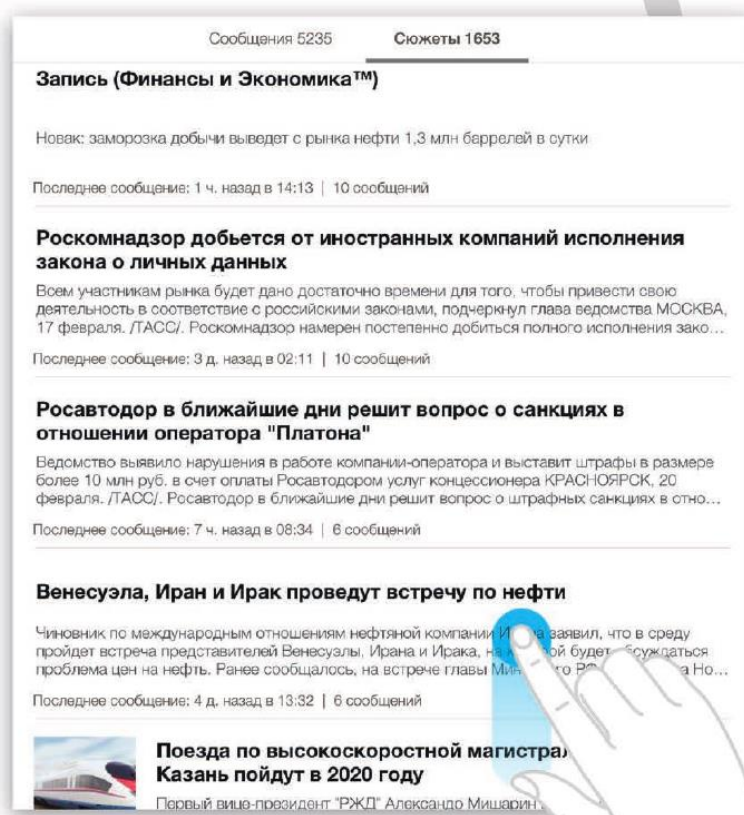 Сообщения 5235 Сюжеты 1653
Запись (Финансы и Экономика™)
Новак: заморозка добычи выведет с рынка нефти 1,3 млн баррелей в сутки
Последнее сообщение: 1 ч. назад в 14:13 | 10 сообщений
Роскомнадзор добьется от иностранных компаний исполнения
закона о личных данных
Всем участникам рынка будет дано достаточно времени для того, чтобы привести свою
деятельность в соответствие с российскими законами, подчеркнул глава ведомства МОСКВА,
17 февраля. /ТАСС/. Роскомнадзор намерен постепенно добиться полного исполнения зако...
Последнее сообщение: 3 д. назад в 02:11 | 10 сообщений
Росавтодор в ближайшие дни решит вопрос о санкциях в
отношении оператора "Платона"
Ведомство выявило нарушения в работе компании-оператора и выставит штрафы в размере
более 10 млн руб. в счет оплаты Росавтодором услуг концессионера КРАСНОЯРСК, 20
февраля. /ТАСС/. Росавтодор в ближайшие дни решит вопрос о штрафных санкциях в отно...
Последнее сообщение: 7 ч. назад в 08:34 | 6 сообщений
Венесуэла, Иран и Ирак проведут встречу по нефти
Чиновник по международным отношениям нефтяной компании заявил, что в среду
пройдет встреча представителей Венесуэлы, Ирана и Ирака, на будет
проблема цен на нефть. Ранее сообщалось, на встрече главы Но...
Последнее сообщение: 4 д. назад в 13:32 | 6 сообщений
Поезда по высокоскоростной
Казань пойдут в 2020 году
Первый вице-президент "РЖД" Александр Мишарин